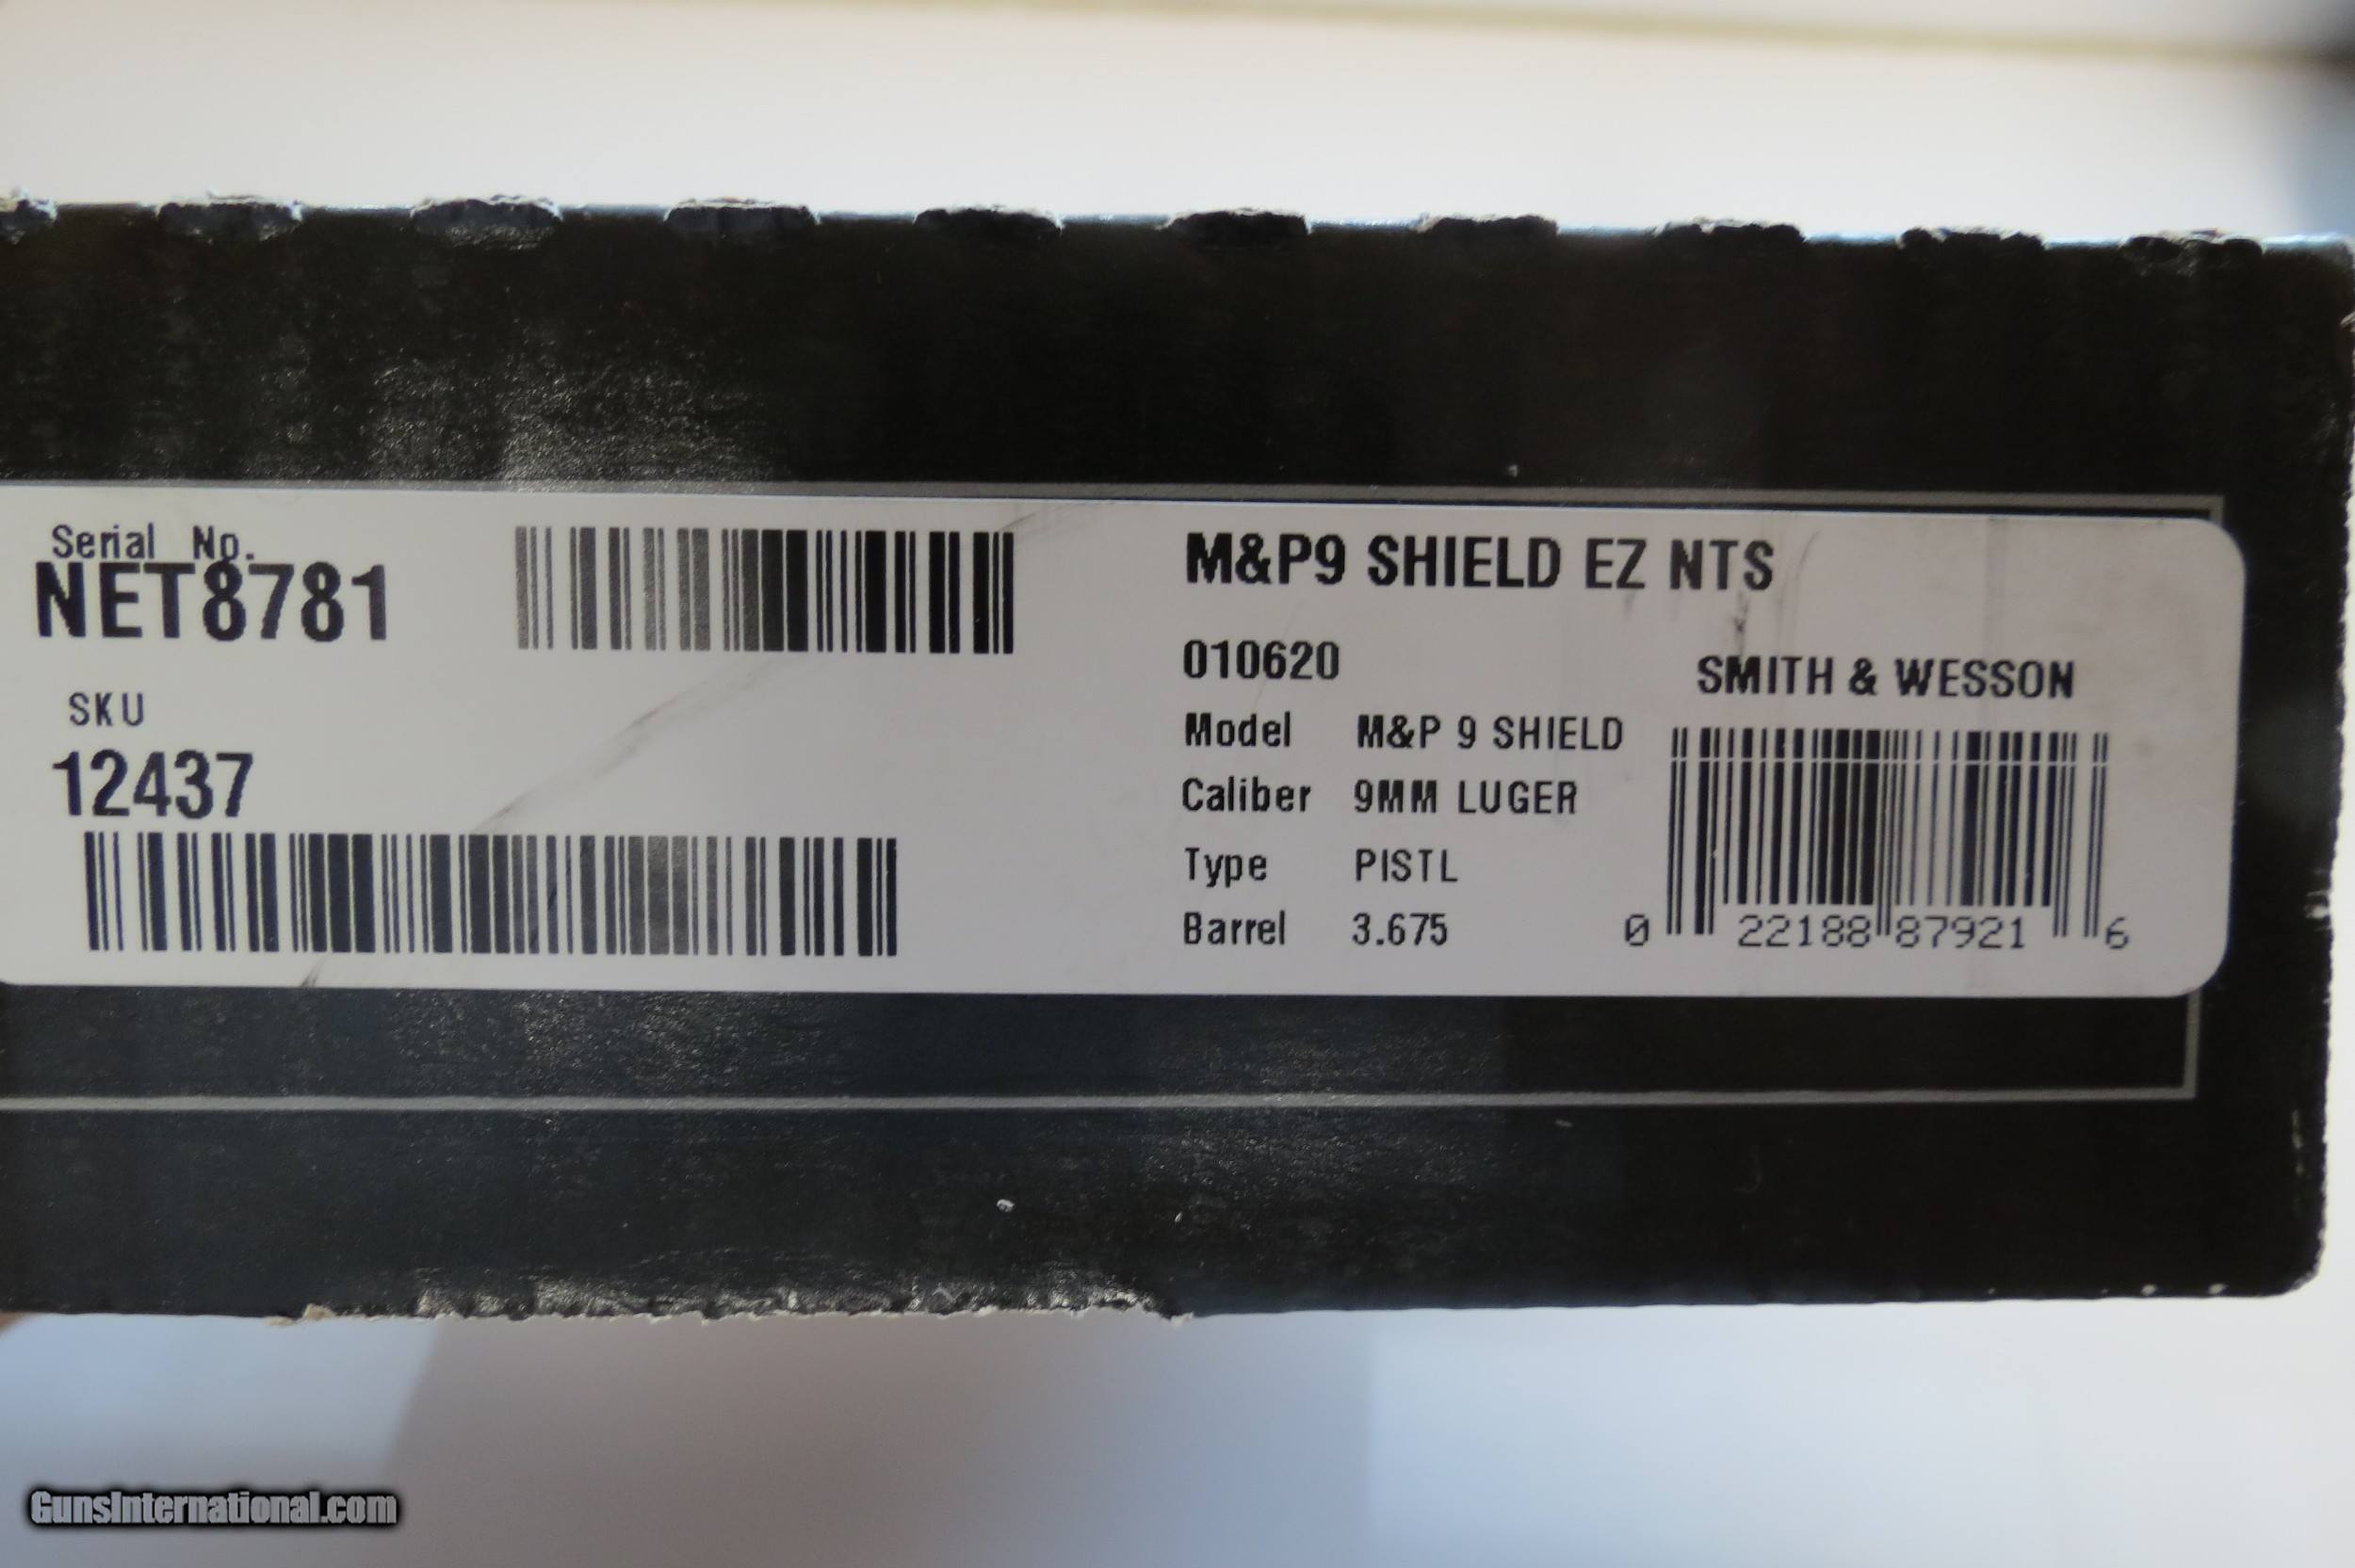 Serial No.
NET8781
SKU
12437
M&P9 SHIELD EZ NTS
010620
SMITH & WESSON
Model M&P 9 SHIELD
Caliber 9MM LUGER
Type PISTL
Barrel 3.675
0 22188 87921 6
GunsInternational.com